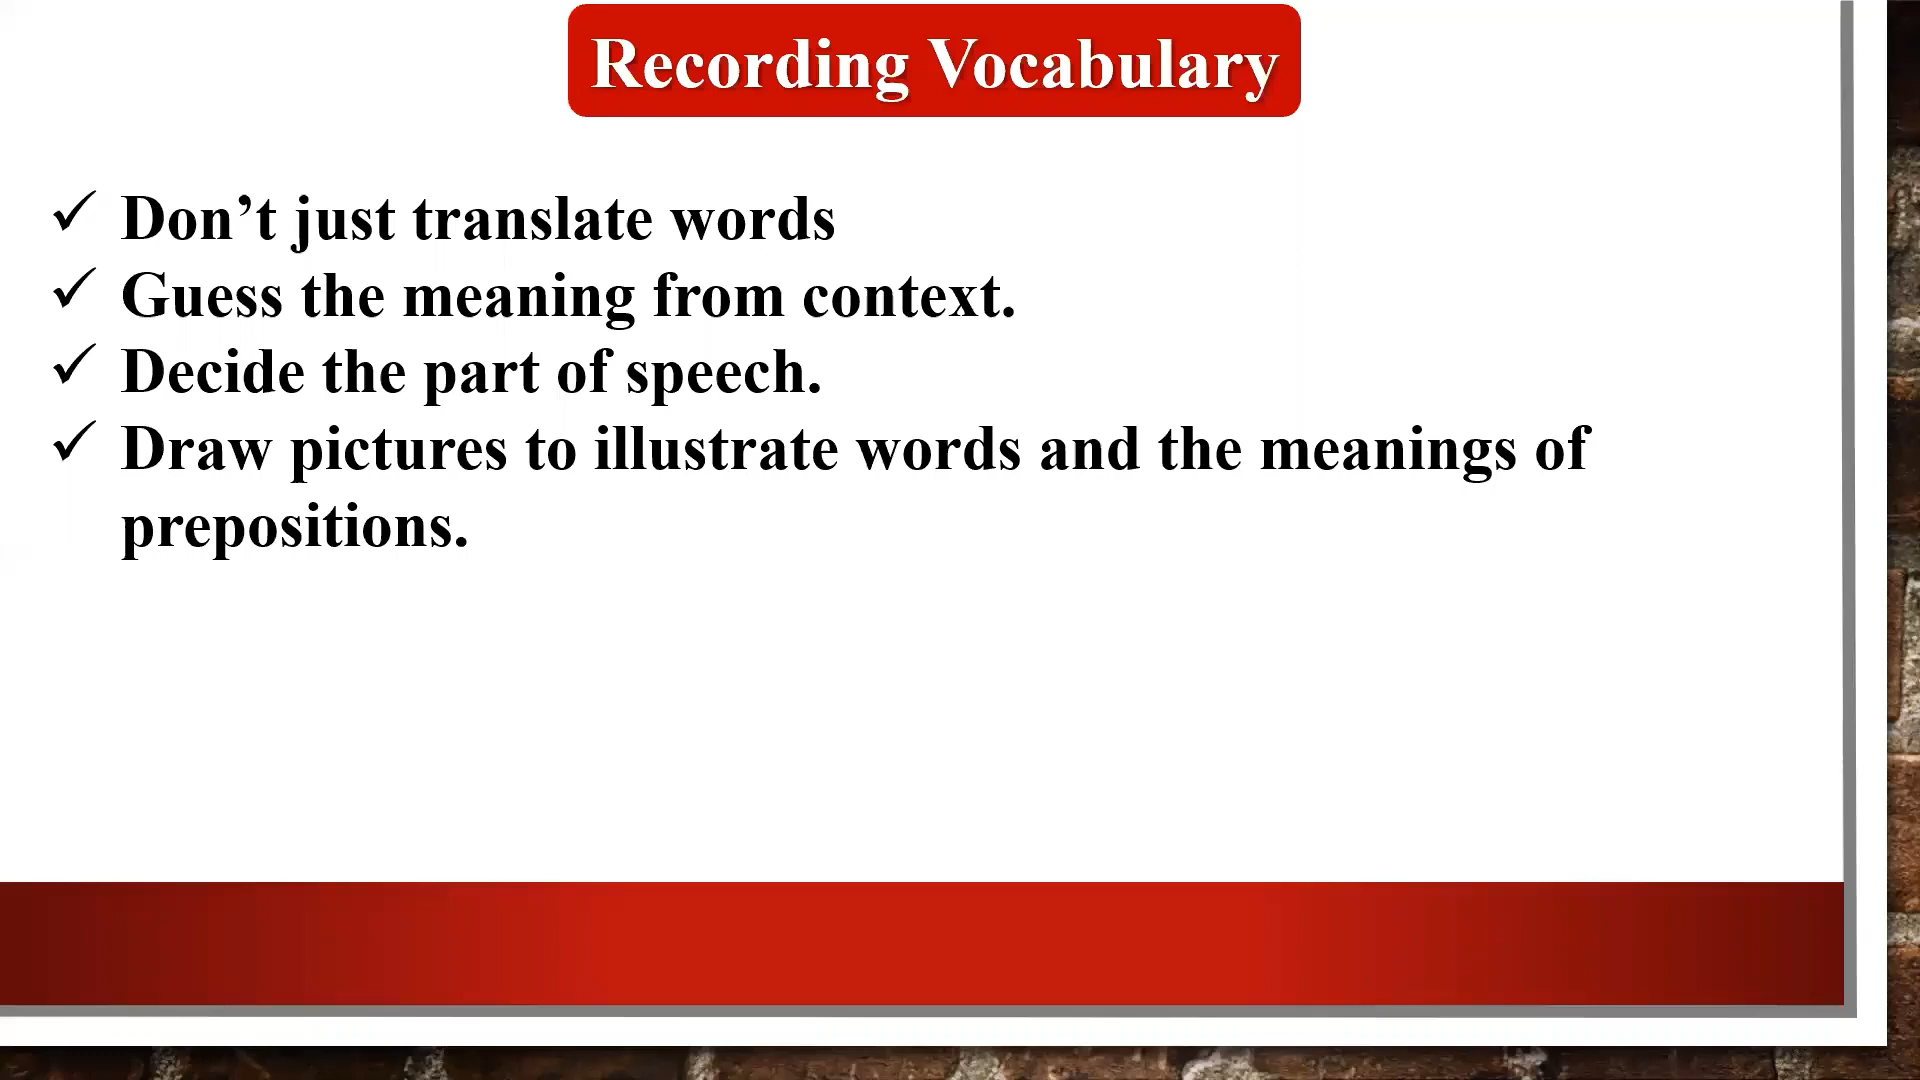 Recording Vocabulary
✓ Don’t just translate words
✓ Guess the meaning from context.
✓ Decide the part of speech.
✓ Draw pictures to illustrate words and the meanings of
prepositions.